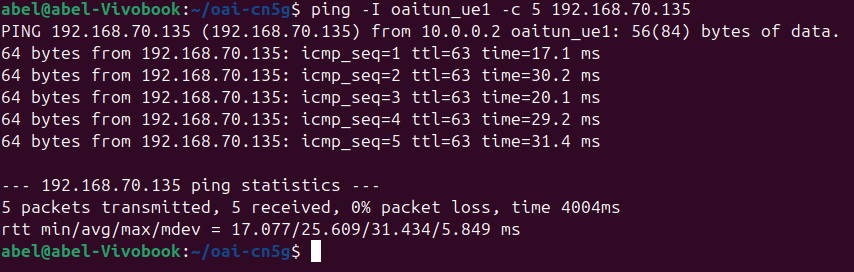 abel@abel-Vivobook:~/oai-cn5g$ ping -I oaitun_ue1 -c 5 192.168.70.135
PING 192.168.70.135 (192.168.70.135) from 10.0.0.2 oaitun_ue1: 56(84) bytes of data.
64 bytes from 192.168.70.135: icmp_seq=1 ttl=63 time=17.1 ms
64 bytes from 192.168.70.135: icmp_seq=2 ttl=63 time=30.2 ms
64 bytes from 192.168.70.135: icmp_seq=3 ttl=63 time=20.1 ms
64 bytes from 192.168.70.135: icmp_seq=4 ttl=63 time=29.2 ms
64 bytes from 192.168.70.135: icmp_seq=5 ttl=63 time=31.4 ms

--- 192.168.70.135 ping statistics ---
5 packets transmitted, 5 received, 0% packet loss, time 4004ms
rtt min/avg/max/mdev = 17.077/25.609/31.434/5.849 ms
abel@abel-Vivobook:~/oai-cn5g$